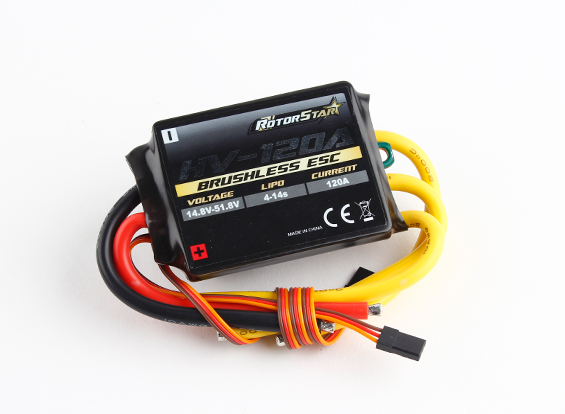 ROTORSTAR
HV-120A
BRUSHLESS ESC
VOLTAGE LIPO CURRENT
14.8V-51.8V 4-14s 120A
CE
MADE IN CHINA
+